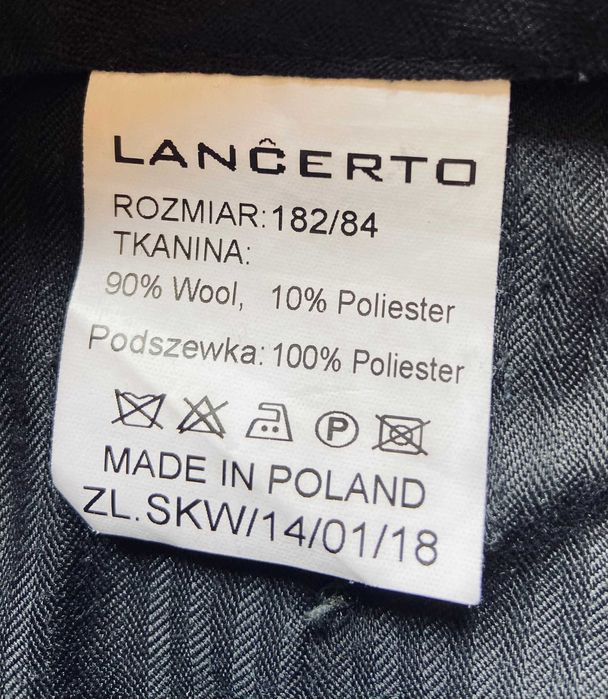 LANĈERTO
ROZMIAR: 182/84
TKANINA:
90% Wool, 10% Poliester
Podszewka: 100% Poliester
P
MADE IN POLAND
ZL.SKW/14/01/18